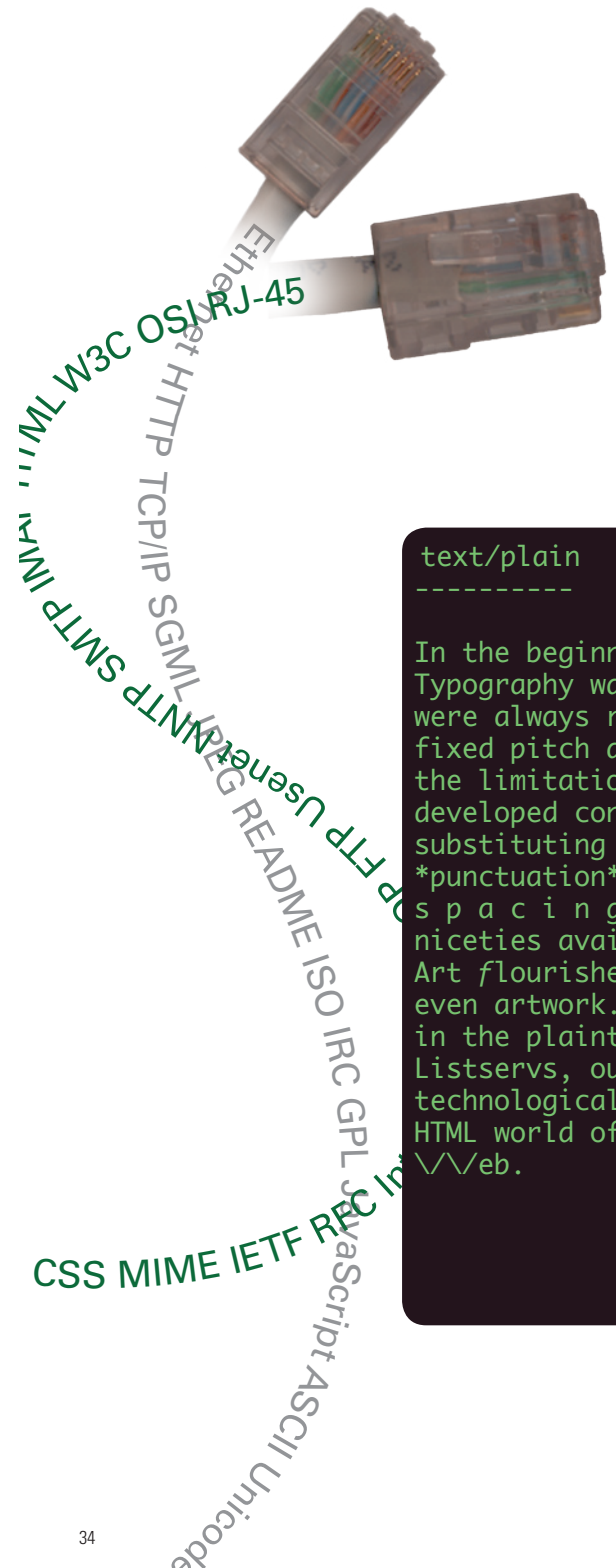 Ethernet HTTP TCP/IP SGML JPEG README ISO IRC GPL JavaScript ASCII Unicode
CSS MIME IETF RFC In
OP FTP Usenet NNTP SMTP IMAP HTML W3C OSI RJ-45
text/plain
----------
In the beginn
Typography wa
were always n
fixed pitch a
the limitatio
developed con
substituting
*punctuation*
s p a c i n g
niceties avai
Art flourishe
even artwork.
in the plaint
Listservs, ou
technological
HTML world of
\/\/eb.
34